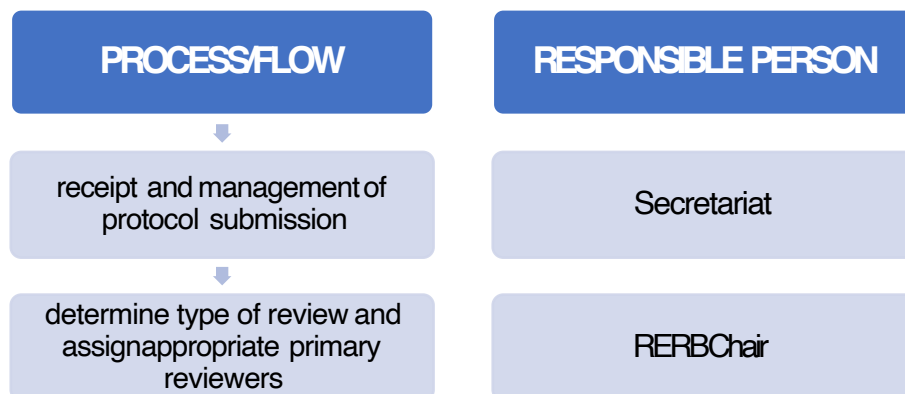 PROCESS/FLOW
RESPONSIBLE PERSON
receipt and management of
protocol submission
Secretariat
determine type of review and
assignappropriate primary
reviewers
RERBChair